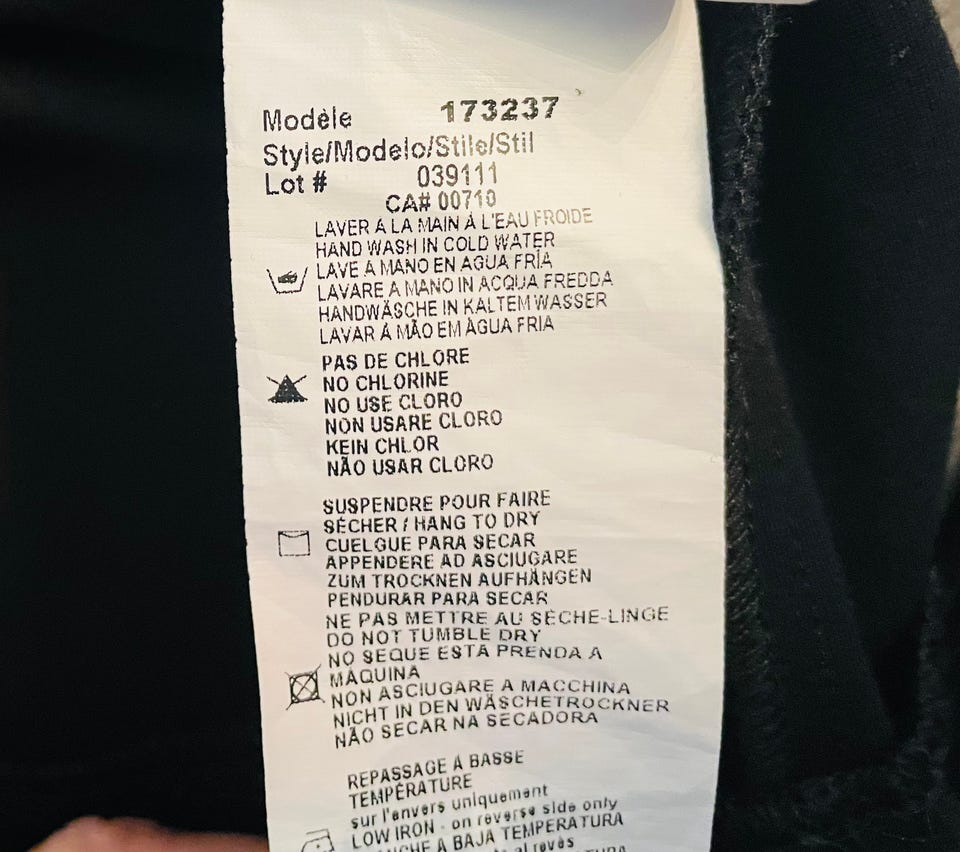 Modèle 173237
Style/Modelo/Stile/Stil
Lot # 039111
CA# 00710
LAVER À LA MAIN À L'EAU FROIDE
HAND WASH IN COLD WATER
LAVE A MANO EN AGUA FRÍA
LAVARE A MANO IN ACQUA FREDDA
HANDWÄSCHE IN KALTEM WASSER
LAVAR À MÃO EM ÀGUA FRIA
PAS DE CHLORE
NO CHLORINE
NO USE CLORO
NON USARE CLORO
KEIN CHLOR
NÃO USAR CLORO
SUSPENDRE POUR FAIRE
SÉCHER / HANG TO DRY
CUELGUE PARA SECAR
APPENDERE AD ASCIUGARE
ZUM TROCKNEN AUFHÄNGEN
PENDURAR PARA SECAR
NE PAS METTRE AU SÈCHE-LINGE
DO NOT TUMBLE DRY
NO SEQUE ESTA PRENDA A
MÁQUINA
NON ASCIUGARE A MACCHINA
NICHT IN DEN WÄSCHETROCKNER
NÃO SECAR NA SECADORA
REPASSAGE À BASSE
TEMPÉRATURE
sur l'envers uniquement
LOW IRON - on reverse side only
A BAJA TEMPERATURA
al revés